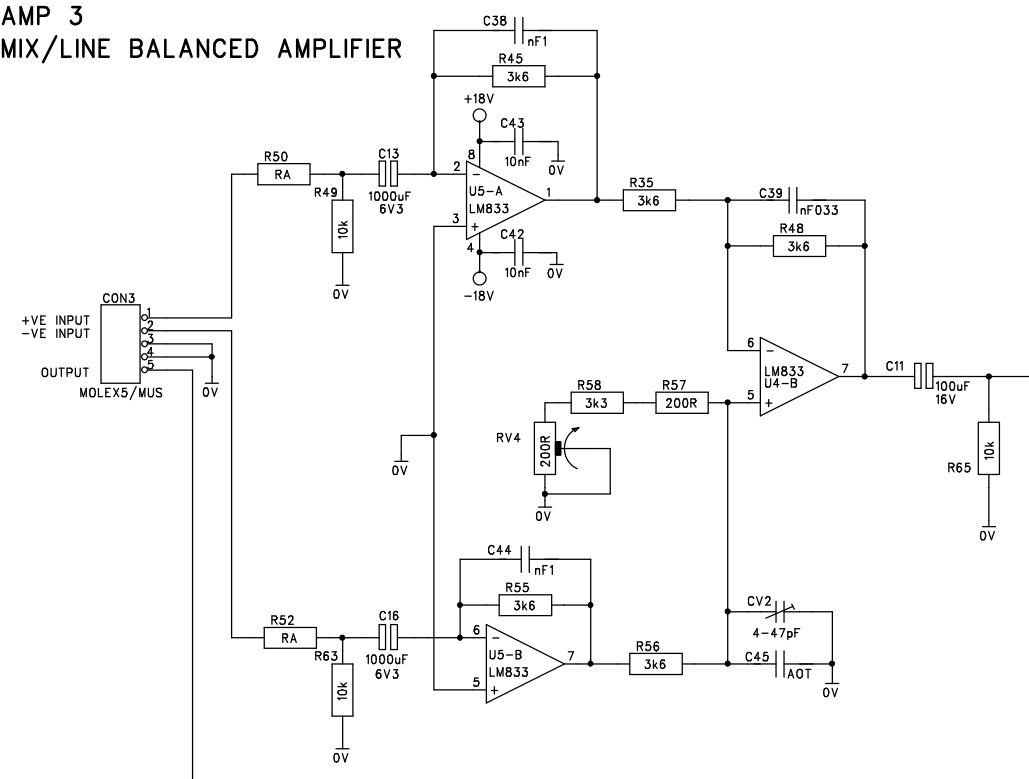 AMP 3
MIX/LINE BALANCED AMPLIFIER
C38
nF1
R45
3k6
+18V
C43
10nF
0V
8
R50
RA
R49
10k
0V
C13
1000uF
6V3
2
-
U5-A
LM833
1
3
+
4
C42
10nF
0V
-18V
R35
3k6
C39
nF033
R48
3k6
CON3
+VE INPUT
-VE INPUT
OUTPUT
1
2
3
4
5
MOLEX5/MUS
0V
6
-
LM833
U4-B
7
5
+
C11
100uF
16V
R65
10k
0V
R58
3k3
R57
200R
RV4
200R
0V
0V
C44
nF1
R55
3k6
R52
RA
R63
10k
0V
C16
1000uF
6V3
6
-
U5-B
LM833
7
5
+
R56
3k6
CV2
4-47pF
C45
AOT
0V